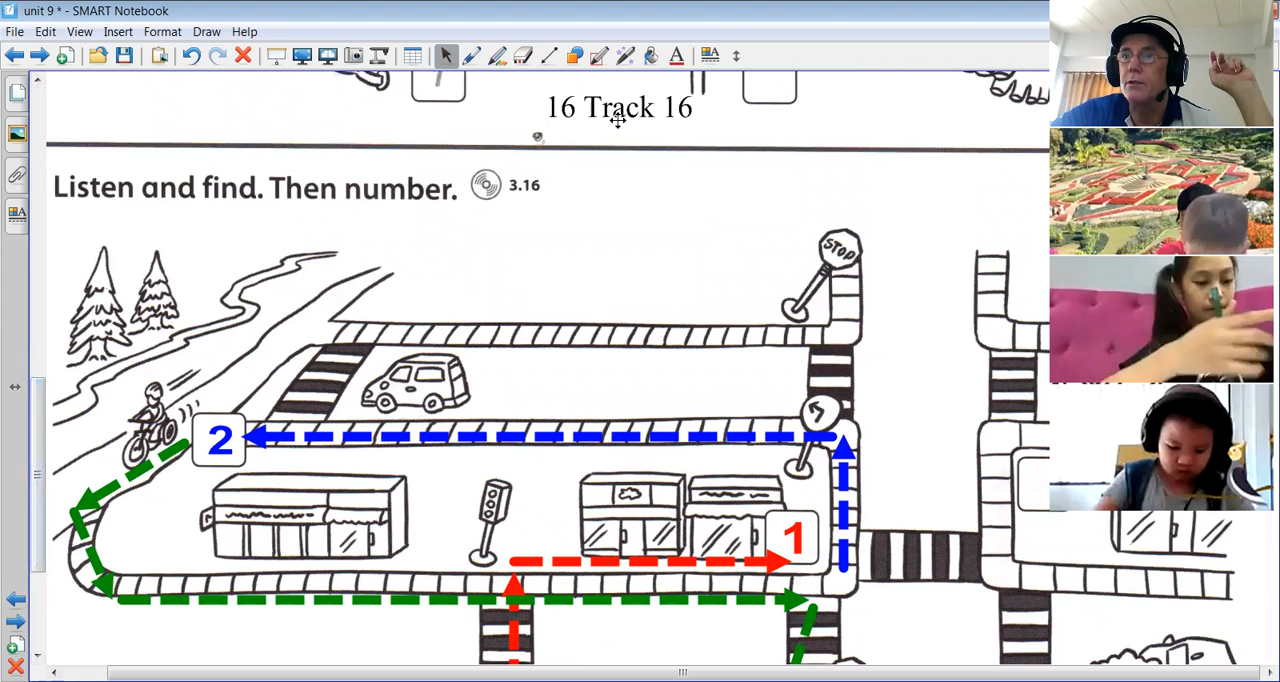 unit 9 * - SMART Notebook
File Edit View Insert Format Draw Help
16 Track 16
Listen and find. Then number. 3.16
STOP
2
1